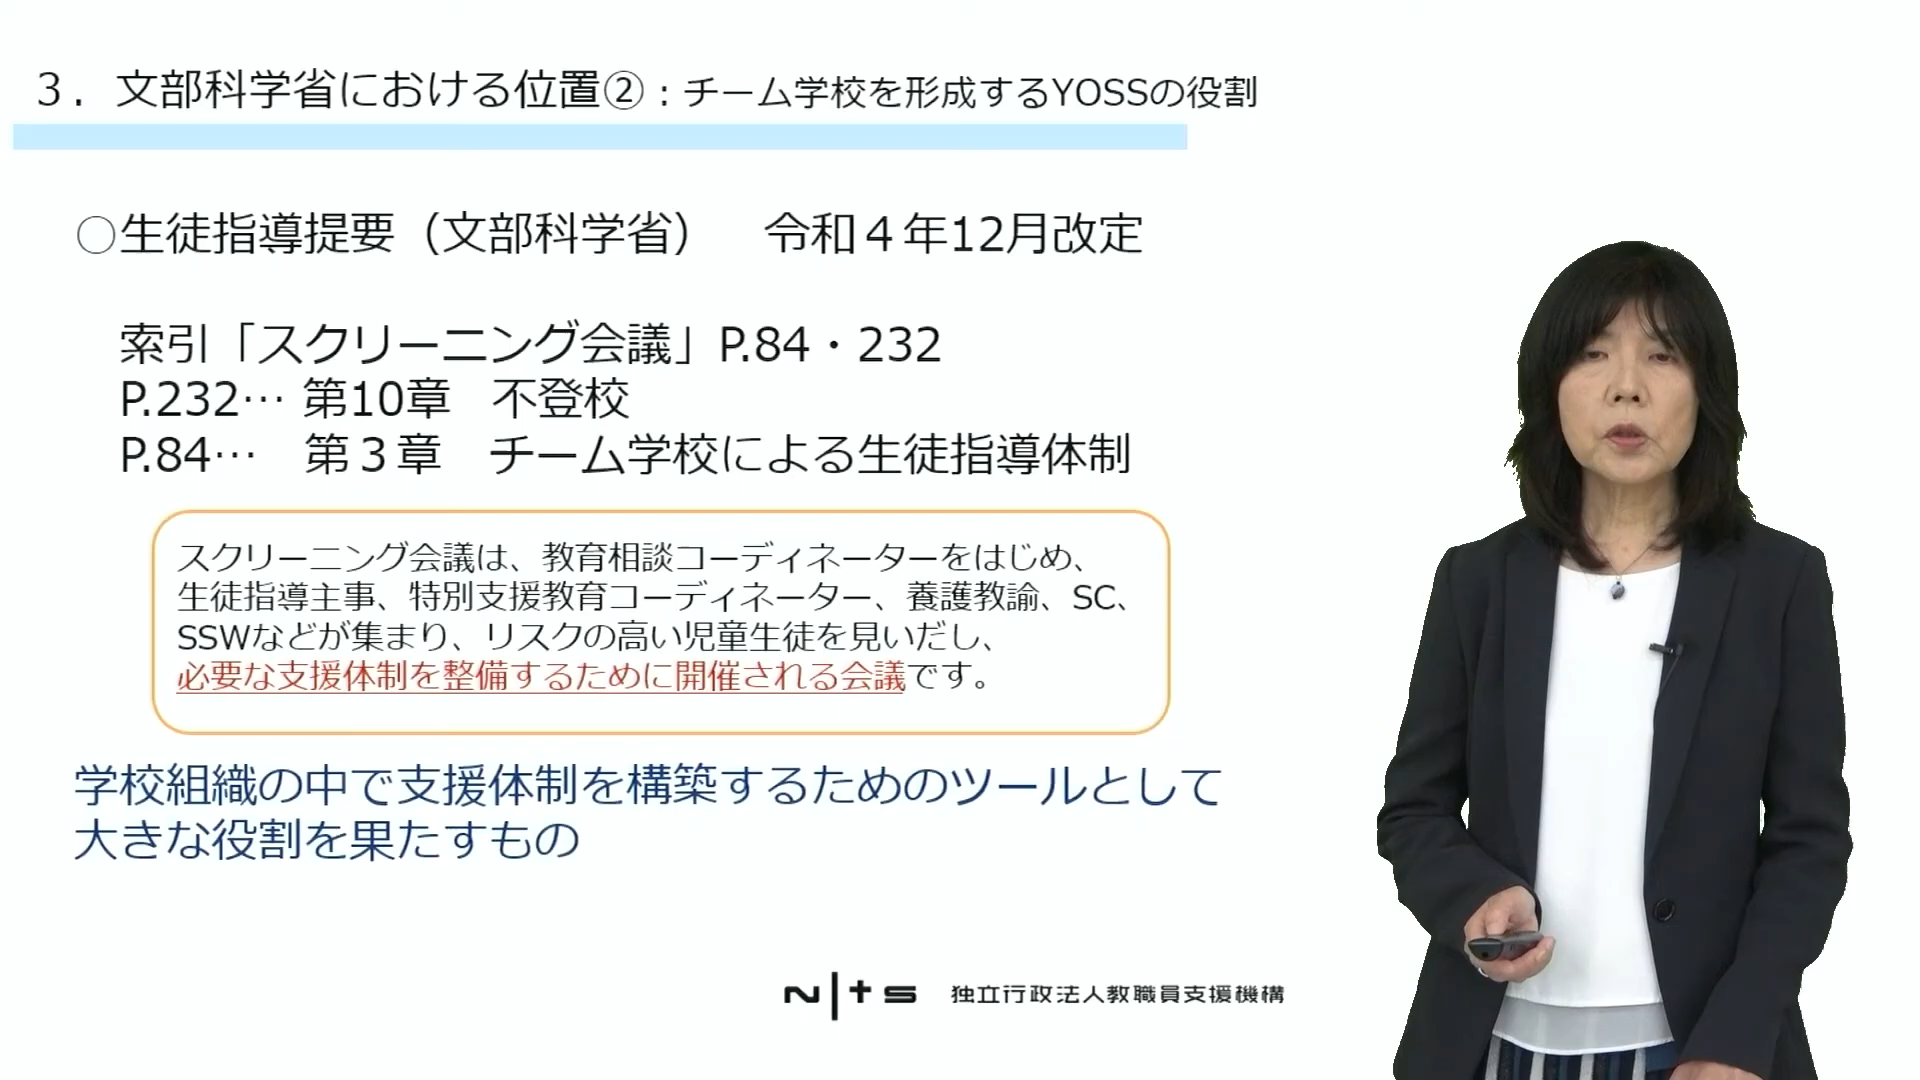 ３．文部科学省における位置②：チーム学校を形成するYOSSの役割
○生徒指導提要（文部科学省）　令和４年12月改定
索引「スクリーニング会議」P.84・232
P.232… 第10章　不登校
P.84…　第３章　チーム学校による生徒指導体制
スクリーニング会議は、教育相談コーディネーターをはじめ、
生徒指導主事、特別支援教育コーディネーター、養護教諭、SC、
SSWなどが集まり、リスクの高い児童生徒を見いだし、
必要な支援体制を整備するために開催される会議です。
学校組織の中で支援体制を構築するためのツールとして
大きな役割を果たすもの
N|ts 独立行政法人教職員支援機構